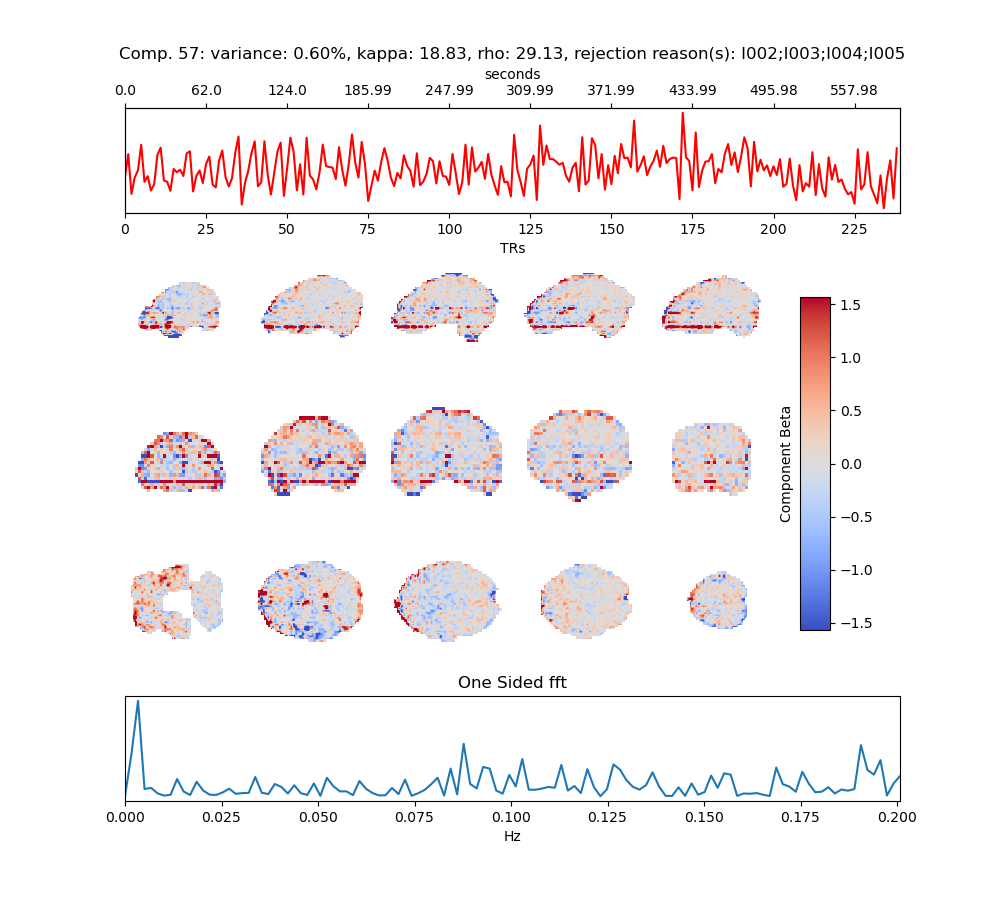 Comp. 57: variance: 0.60%, kappa: 18.83, rho: 29.13, rejection reason(s): I002;I003;I004;I005
seconds
0.0 62.0 124.0 185.99 247.99 309.99 371.99 433.99 495.98 557.98
0 25 50 75 100 125 150 175 200 225
TRs
1.5
1.0
0.5
0.0
−0.5
−1.0
−1.5
Component Beta
One Sided fft
0.000 0.025 0.050 0.075 0.100 0.125 0.150 0.175 0.200
Hz